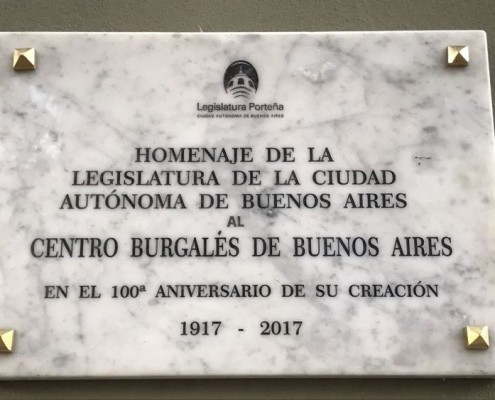 Legislatura Porteña
CIUDAD AUTÓNOMA DE BUENOS AIRES
HOMENAJE DE LA
LEGISLATURA DE LA CIUDAD
AUTÓNOMA DE BUENOS AIRES
AL
CENTRO BURGALÉS DE BUENOS AIRES
EN EL 100ª ANIVERSARIO DE SU CREACIÓN
1917 - 2017